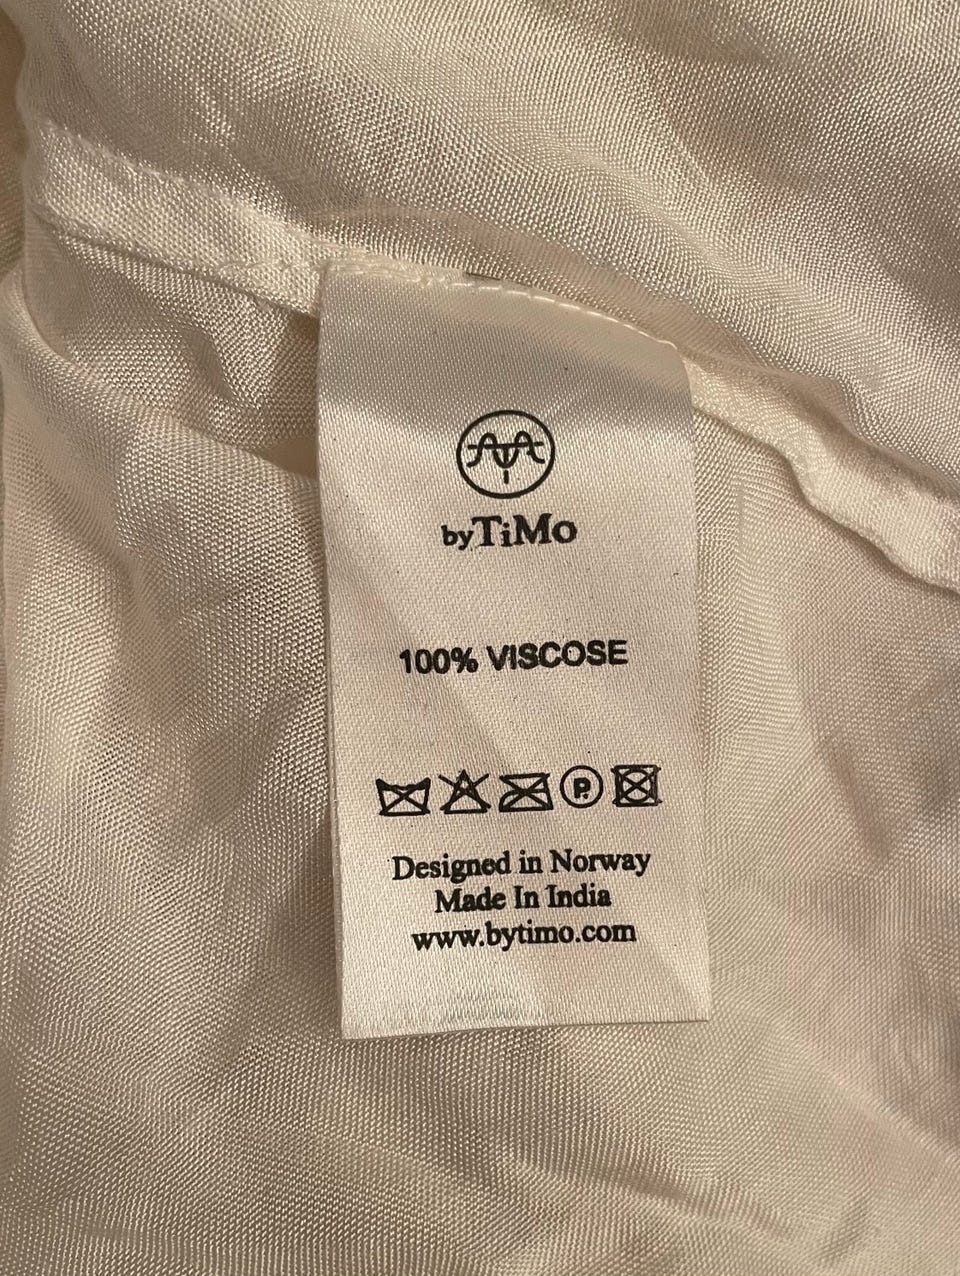 byTiMo
100% VISCOSE
P
Designed in Norway
Made In India
www.bytimo.com